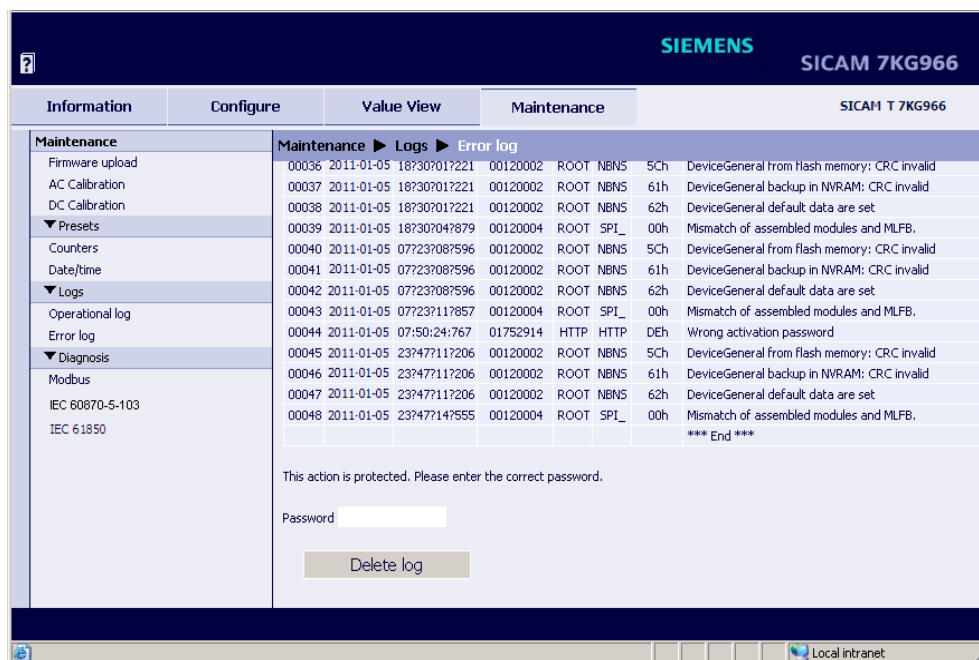 SIEMENS
SICAM 7KG966
Information Configure Value View Maintenance SICAM T 7KG966
Maintenance
Firmware upload
AC Calibration
DC Calibration
Presets
Counters
Date/time
Logs
Operational log
Error log
Diagnosis
Modbus
IEC 60870-5-103
IEC 61850
Maintenance ▶ Logs ▶ Error log
00036 2011-01-05 18?30?01?221 00120002 ROOT NBNS 5Ch DeviceGeneral from flash memory: CRC invalid
00037 2011-01-05 18?30?01?221 00120002 ROOT NBNS 61h DeviceGeneral backup in NVRAM: CRC invalid
00038 2011-01-05 18?30?01?221 00120002 ROOT NBNS 62h DeviceGeneral default data are set
00039 2011-01-05 18?30?04?879 00120004 ROOT SPI_ 00h Mismatch of assembled modules and MLFB.
00040 2011-01-05 07?23?08?596 00120002 ROOT NBNS 5Ch DeviceGeneral from flash memory: CRC invalid
00041 2011-01-05 07?23?08?596 00120002 ROOT NBNS 61h DeviceGeneral backup in NVRAM: CRC invalid
00042 2011-01-05 07?23?08?596 00120002 ROOT NBNS 62h DeviceGeneral default data are set
00043 2011-01-05 07?23?11?857 00120004 ROOT SPI_ 00h Mismatch of assembled modules and MLFB.
00044 2011-01-05 07:50:24:767 01752914 HTTP HTTP DEh Wrong activation password
00045 2011-01-05 23?47?11?206 00120002 ROOT NBNS 5Ch DeviceGeneral from flash memory: CRC invalid
00046 2011-01-05 23?47?11?206 00120002 ROOT NBNS 61h DeviceGeneral backup in NVRAM: CRC invalid
00047 2011-01-05 23?47?11?206 00120002 ROOT NBNS 62h DeviceGeneral default data are set
00048 2011-01-05 23?47?14?555 00120004 ROOT SPI_ 00h Mismatch of assembled modules and MLFB.
*** End ***
This action is protected. Please enter the correct password.
Password
Delete log
Local intranet